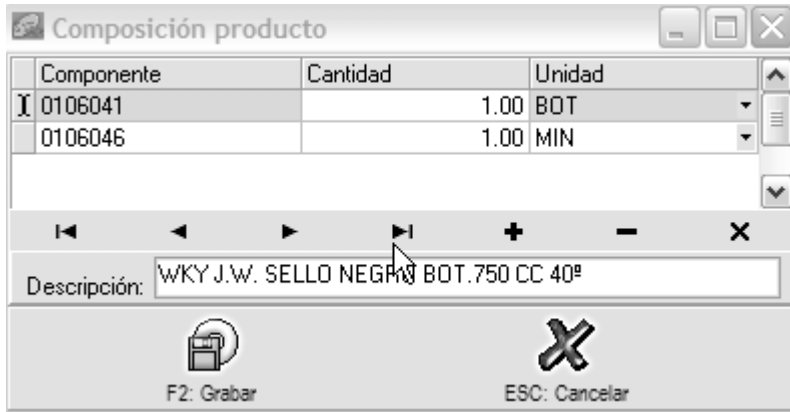 Composición producto
Componente Cantidad Unidad
0106041 1.00 BOT
0106046 1.00 MIN
Descripción: WKY J.W. SELLO NEGRO BOT.750 CC 40º
F2: Grabar ESC: Cancelar